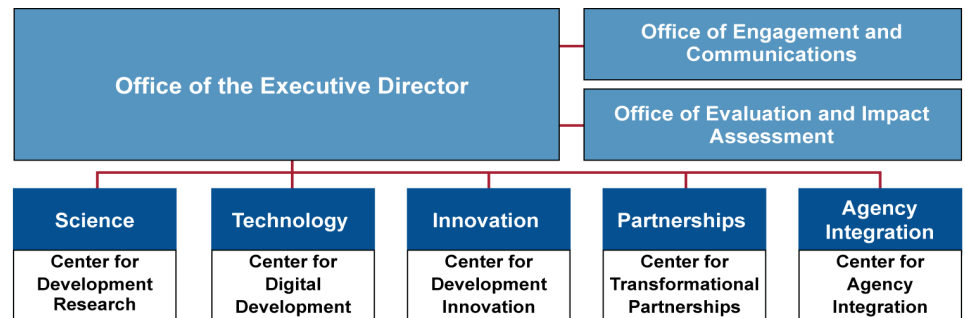 Office of the Executive Director
Office of Engagement and
Communications
Office of Evaluation and Impact
Assessment
Science
Center for
Development
Research
Technology
Center for
Digital
Development
Innovation
Center for
Development
Innovation
Partnerships
Center for
Transformational
Partnerships
Agency
Integration
Center for
Agency
Integration